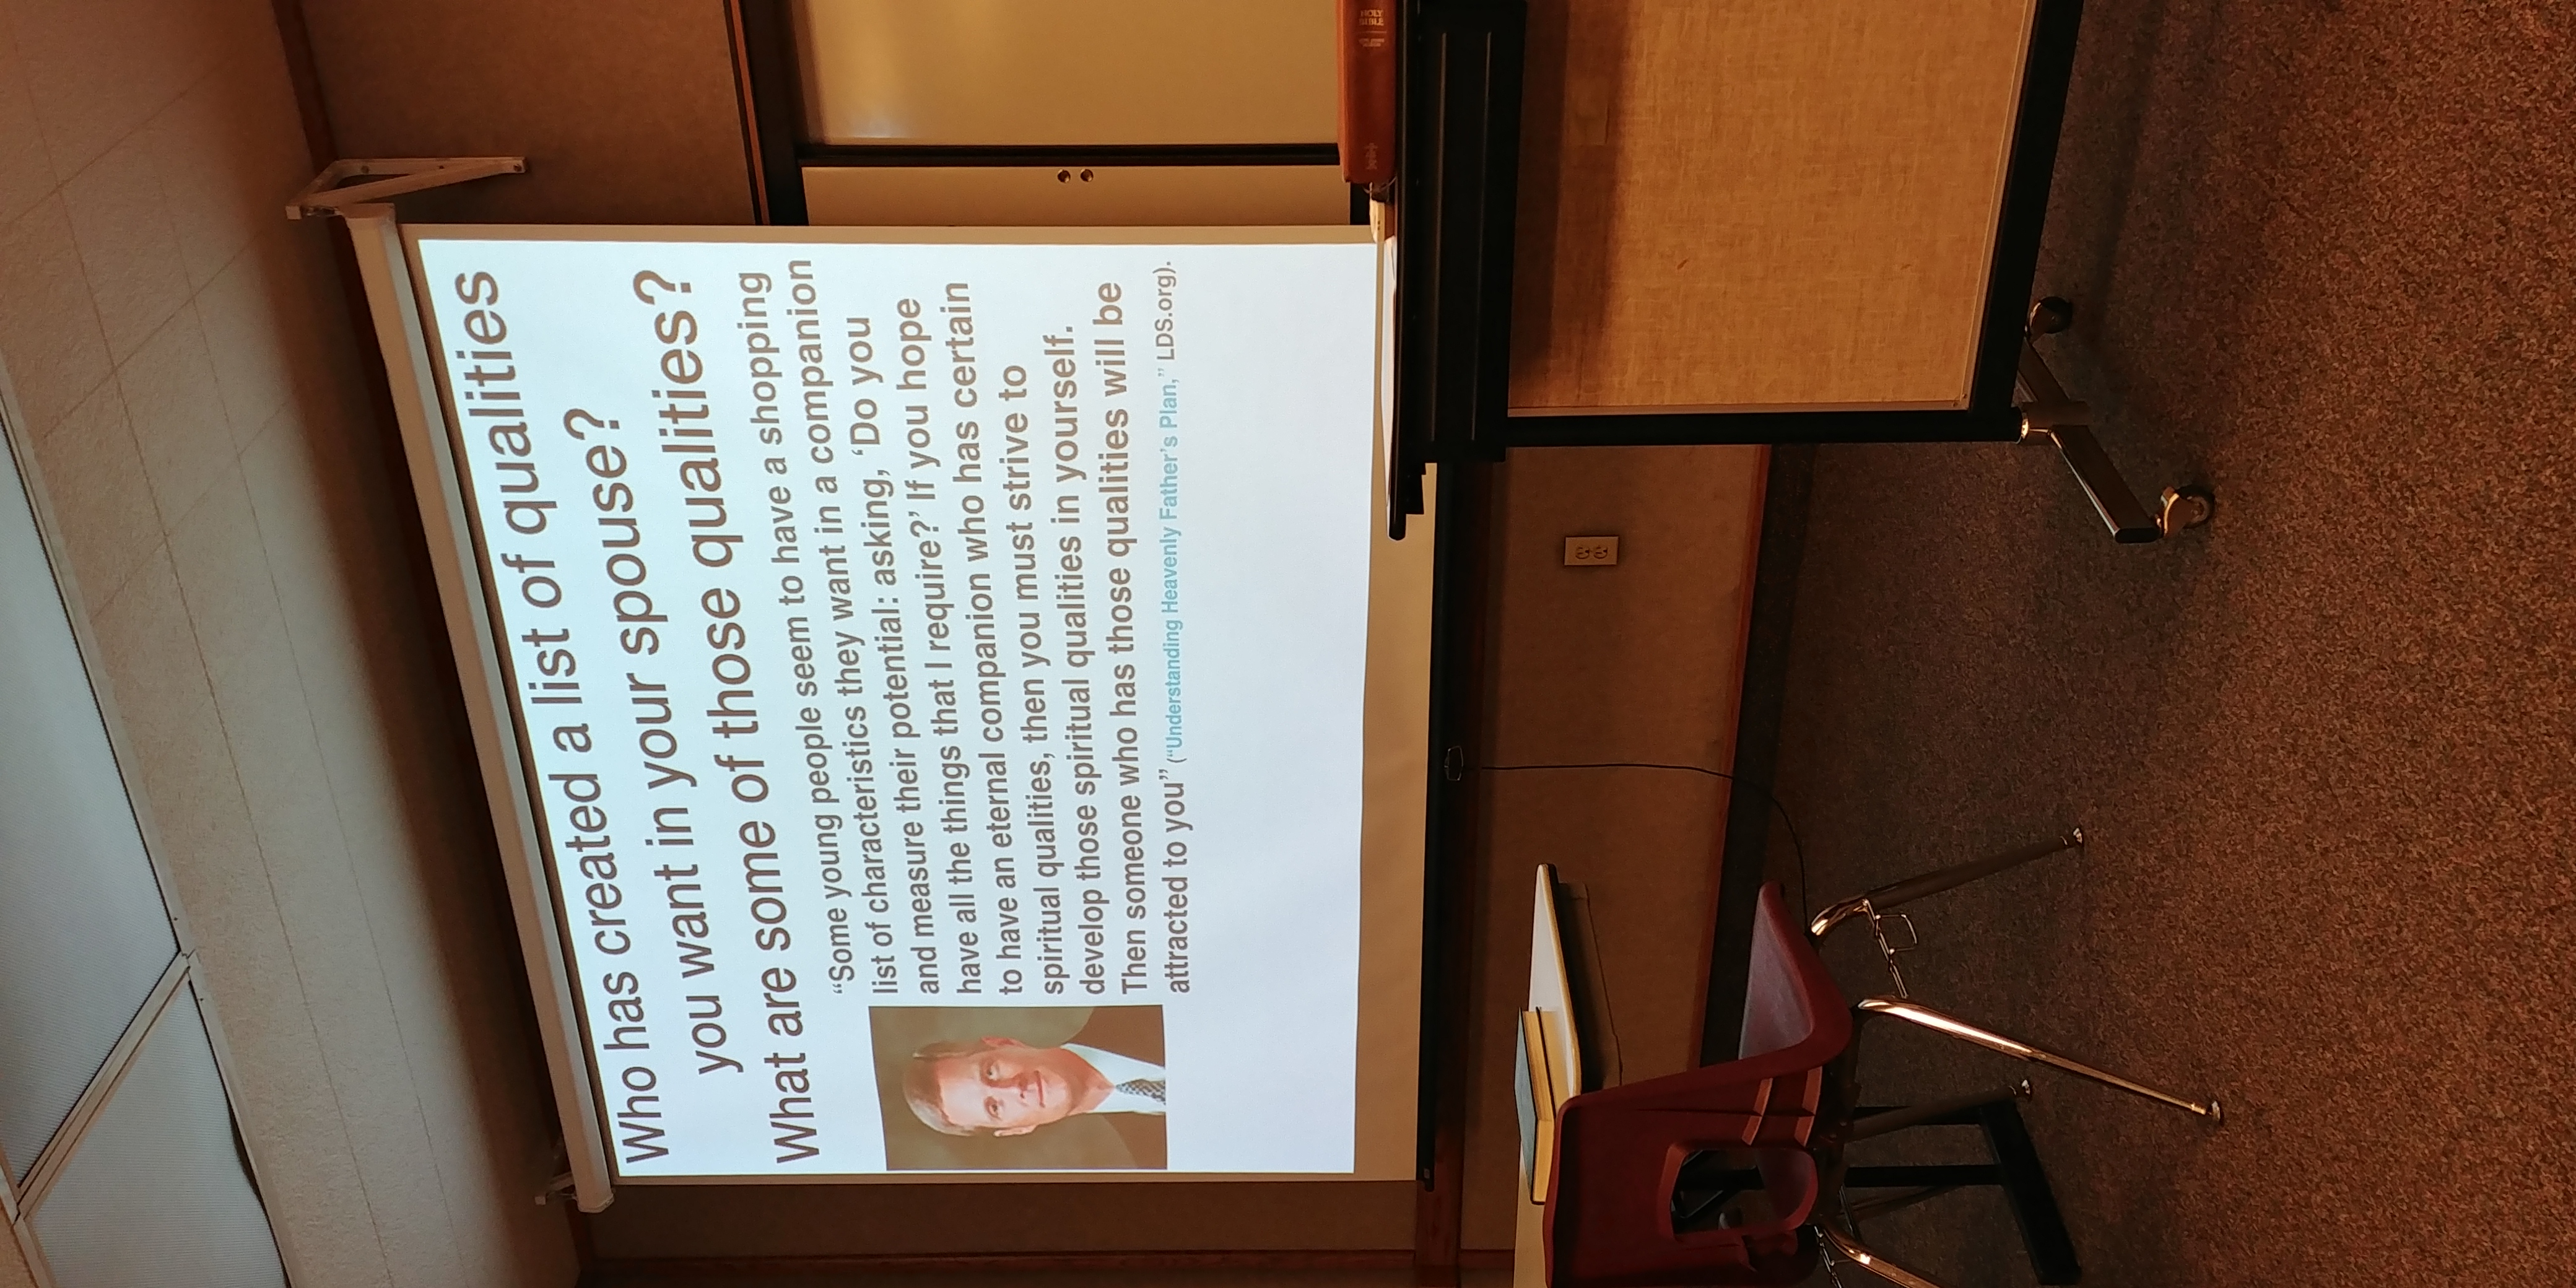 Who has created a list of qualities
you want in your spouse?
What are some of those qualities?
“Some young people seem to have a shopping
list of characteristics they want in a companion
and measure their potential: asking, ‘Do you
have all the things that I require?’ If you hope
to have an eternal companion who has certain
spiritual qualities, then you must strive to
develop those spiritual qualities in yourself.
Then someone who has those qualities will be
attracted to you” (“Understanding Heavenly Father’s Plan,” LDS.org).
HOLY
BIBLE